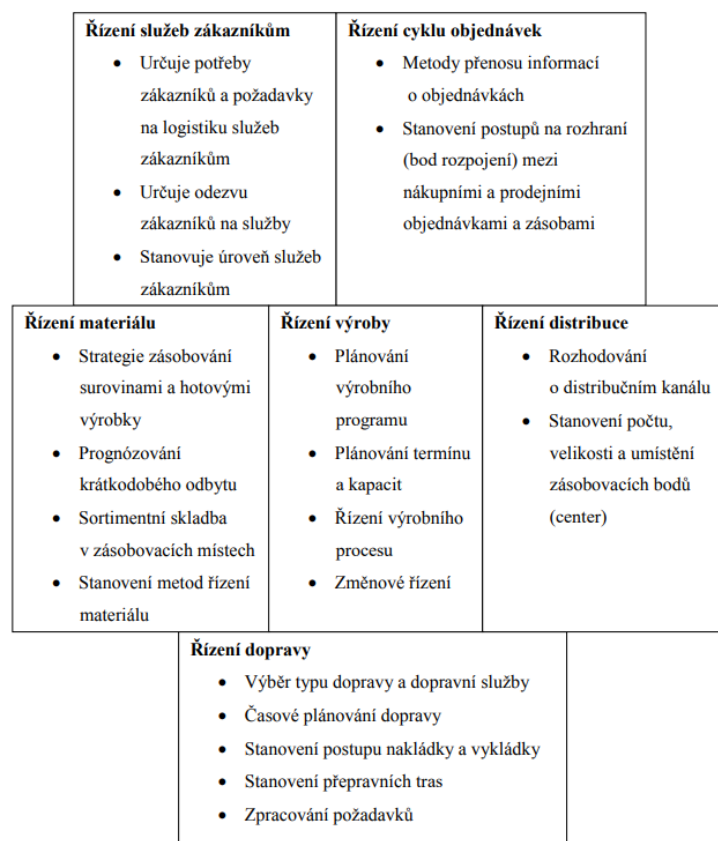 Řízení služeb zákazníkům
• Určuje potřeby
zákazníků a požadavky
na logistiku služeb
zákazníkům
• Určuje odezvu
zákazníků na služby
• Stanovuje úroveň služeb
zákazníkům
Řízení cyklu objednávek
• Metody přenosu informací
o objednávkách
• Stanovení postupů na rozhraní
(bod rozpojení) mezi
nákupními a prodejními
objednávkami a zásobami
Řízení materiálu
• Strategie zásobování
surovinami a hotovými
výrobky
• Prognózování
krátkodobého odbytu
• Sortimentní skladba
v zásobovacích místech
• Stanovení metod řízení
materiálu
Řízení výroby
• Plánování
výrobního
programu
• Plánování termínu
a kapacit
• Řízení výrobního
procesu
• Změnové řízení
Řízení distribuce
• Rozhodování
o distribučním kanálu
• Stanovení počtu,
velikosti a umístění
zásobovacích bodů
(center)
Řízení dopravy
• Výběr typu dopravy a dopravní služby
• Časové plánování dopravy
• Stanovení postupu nakládky a vykládky
• Stanovení přepravních tras
• Zpracování požadavků